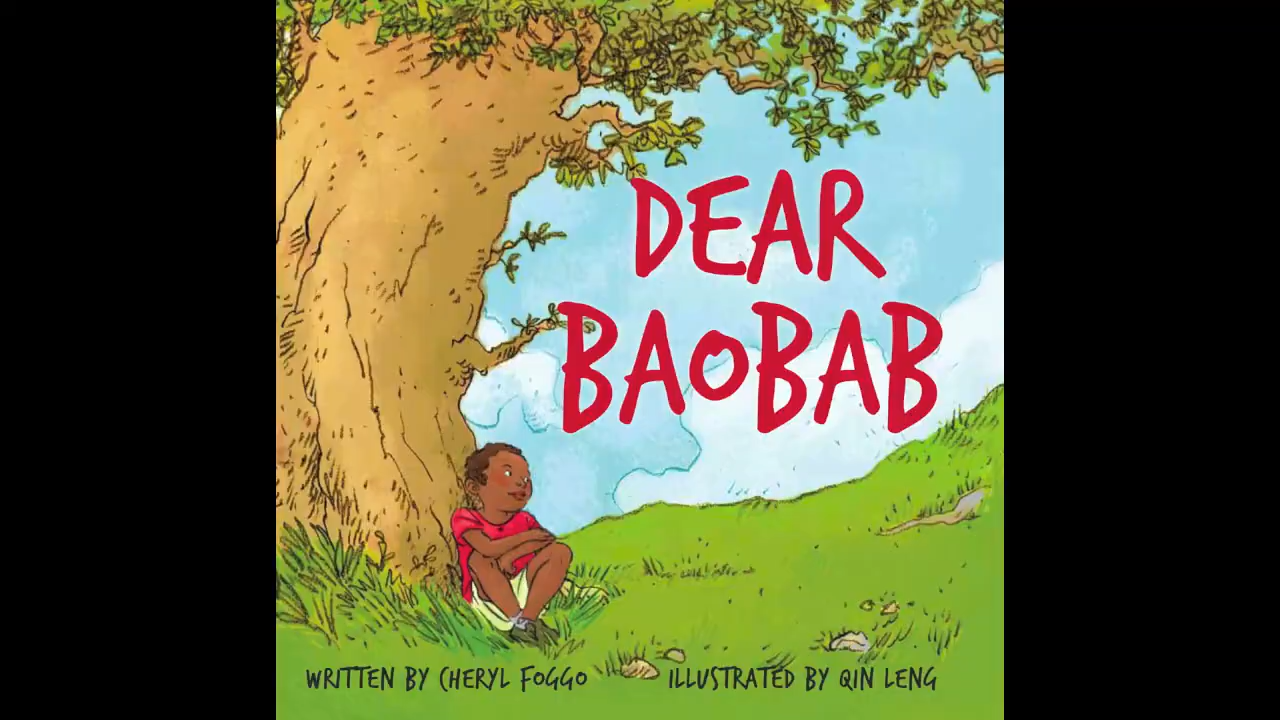 DEAR
BAOBAB
WRITTEN BY CHERYL FOGGO
ILLUSTRATED BY QIN LENG